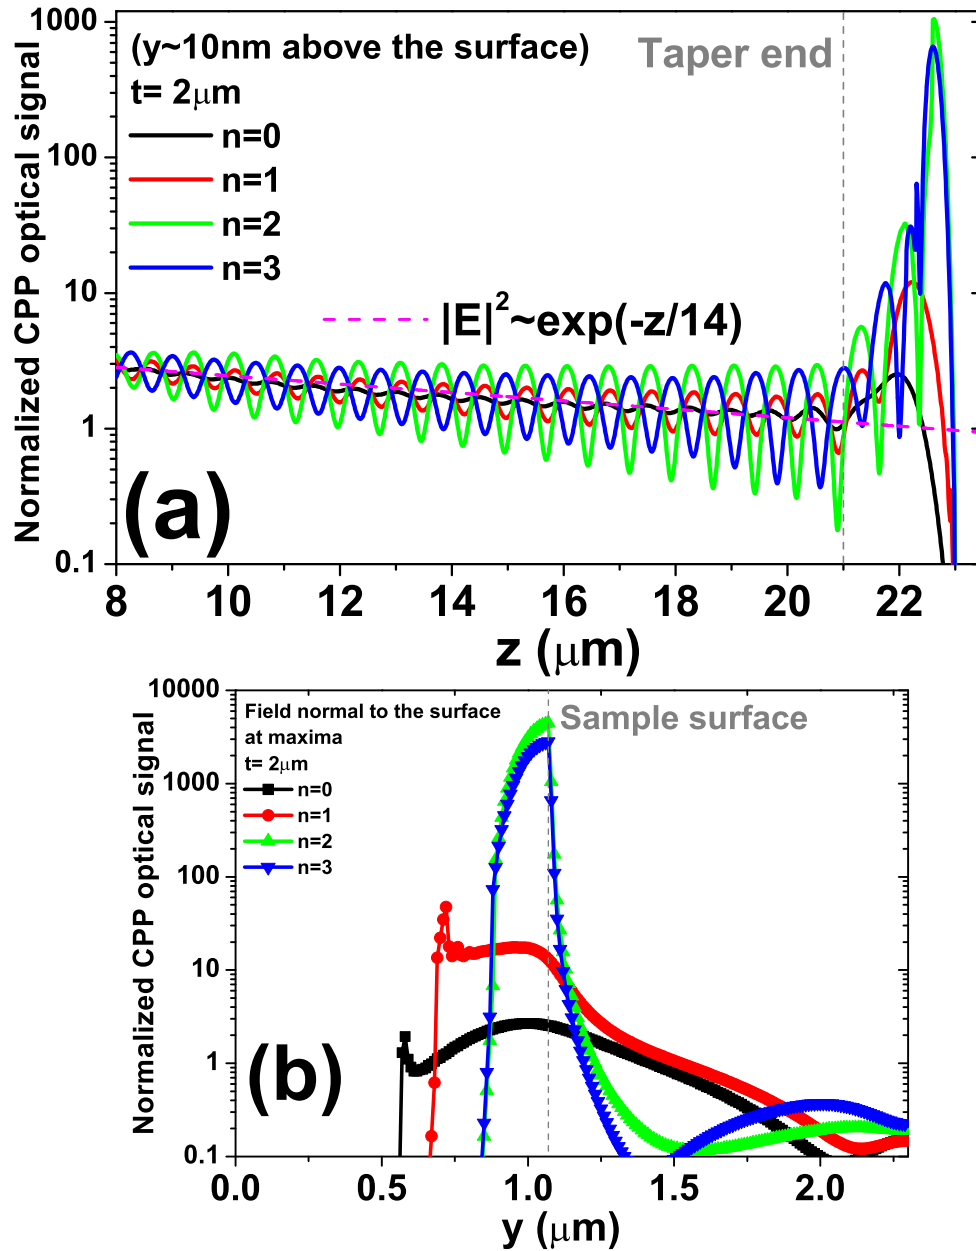 1000
100
10
1
0.1
Normalized CPP optical signal
(y~10nm above the surface)
t= 2μm
n=0
n=1
n=2
n=3
Taper end
|E|²~exp(-z/14)
(a)
8 10 12 14 16 18 20 22
z (μm)
10000
1000
100
10
1
0.1
Normalized CPP optical signal
Field normal to the surface
at maxima
t= 2μm
n=0
n=1
n=2
n=3
Sample surface
(b)
0.0 0.5 1.0 1.5 2.0
y (μm)